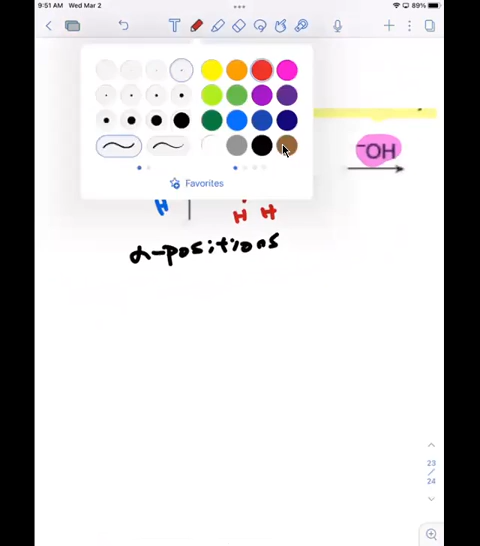 9:51 AM Wed Mar 2
89%
T
⁻OH
Favorites
H
H H
α-positions
23
/
24